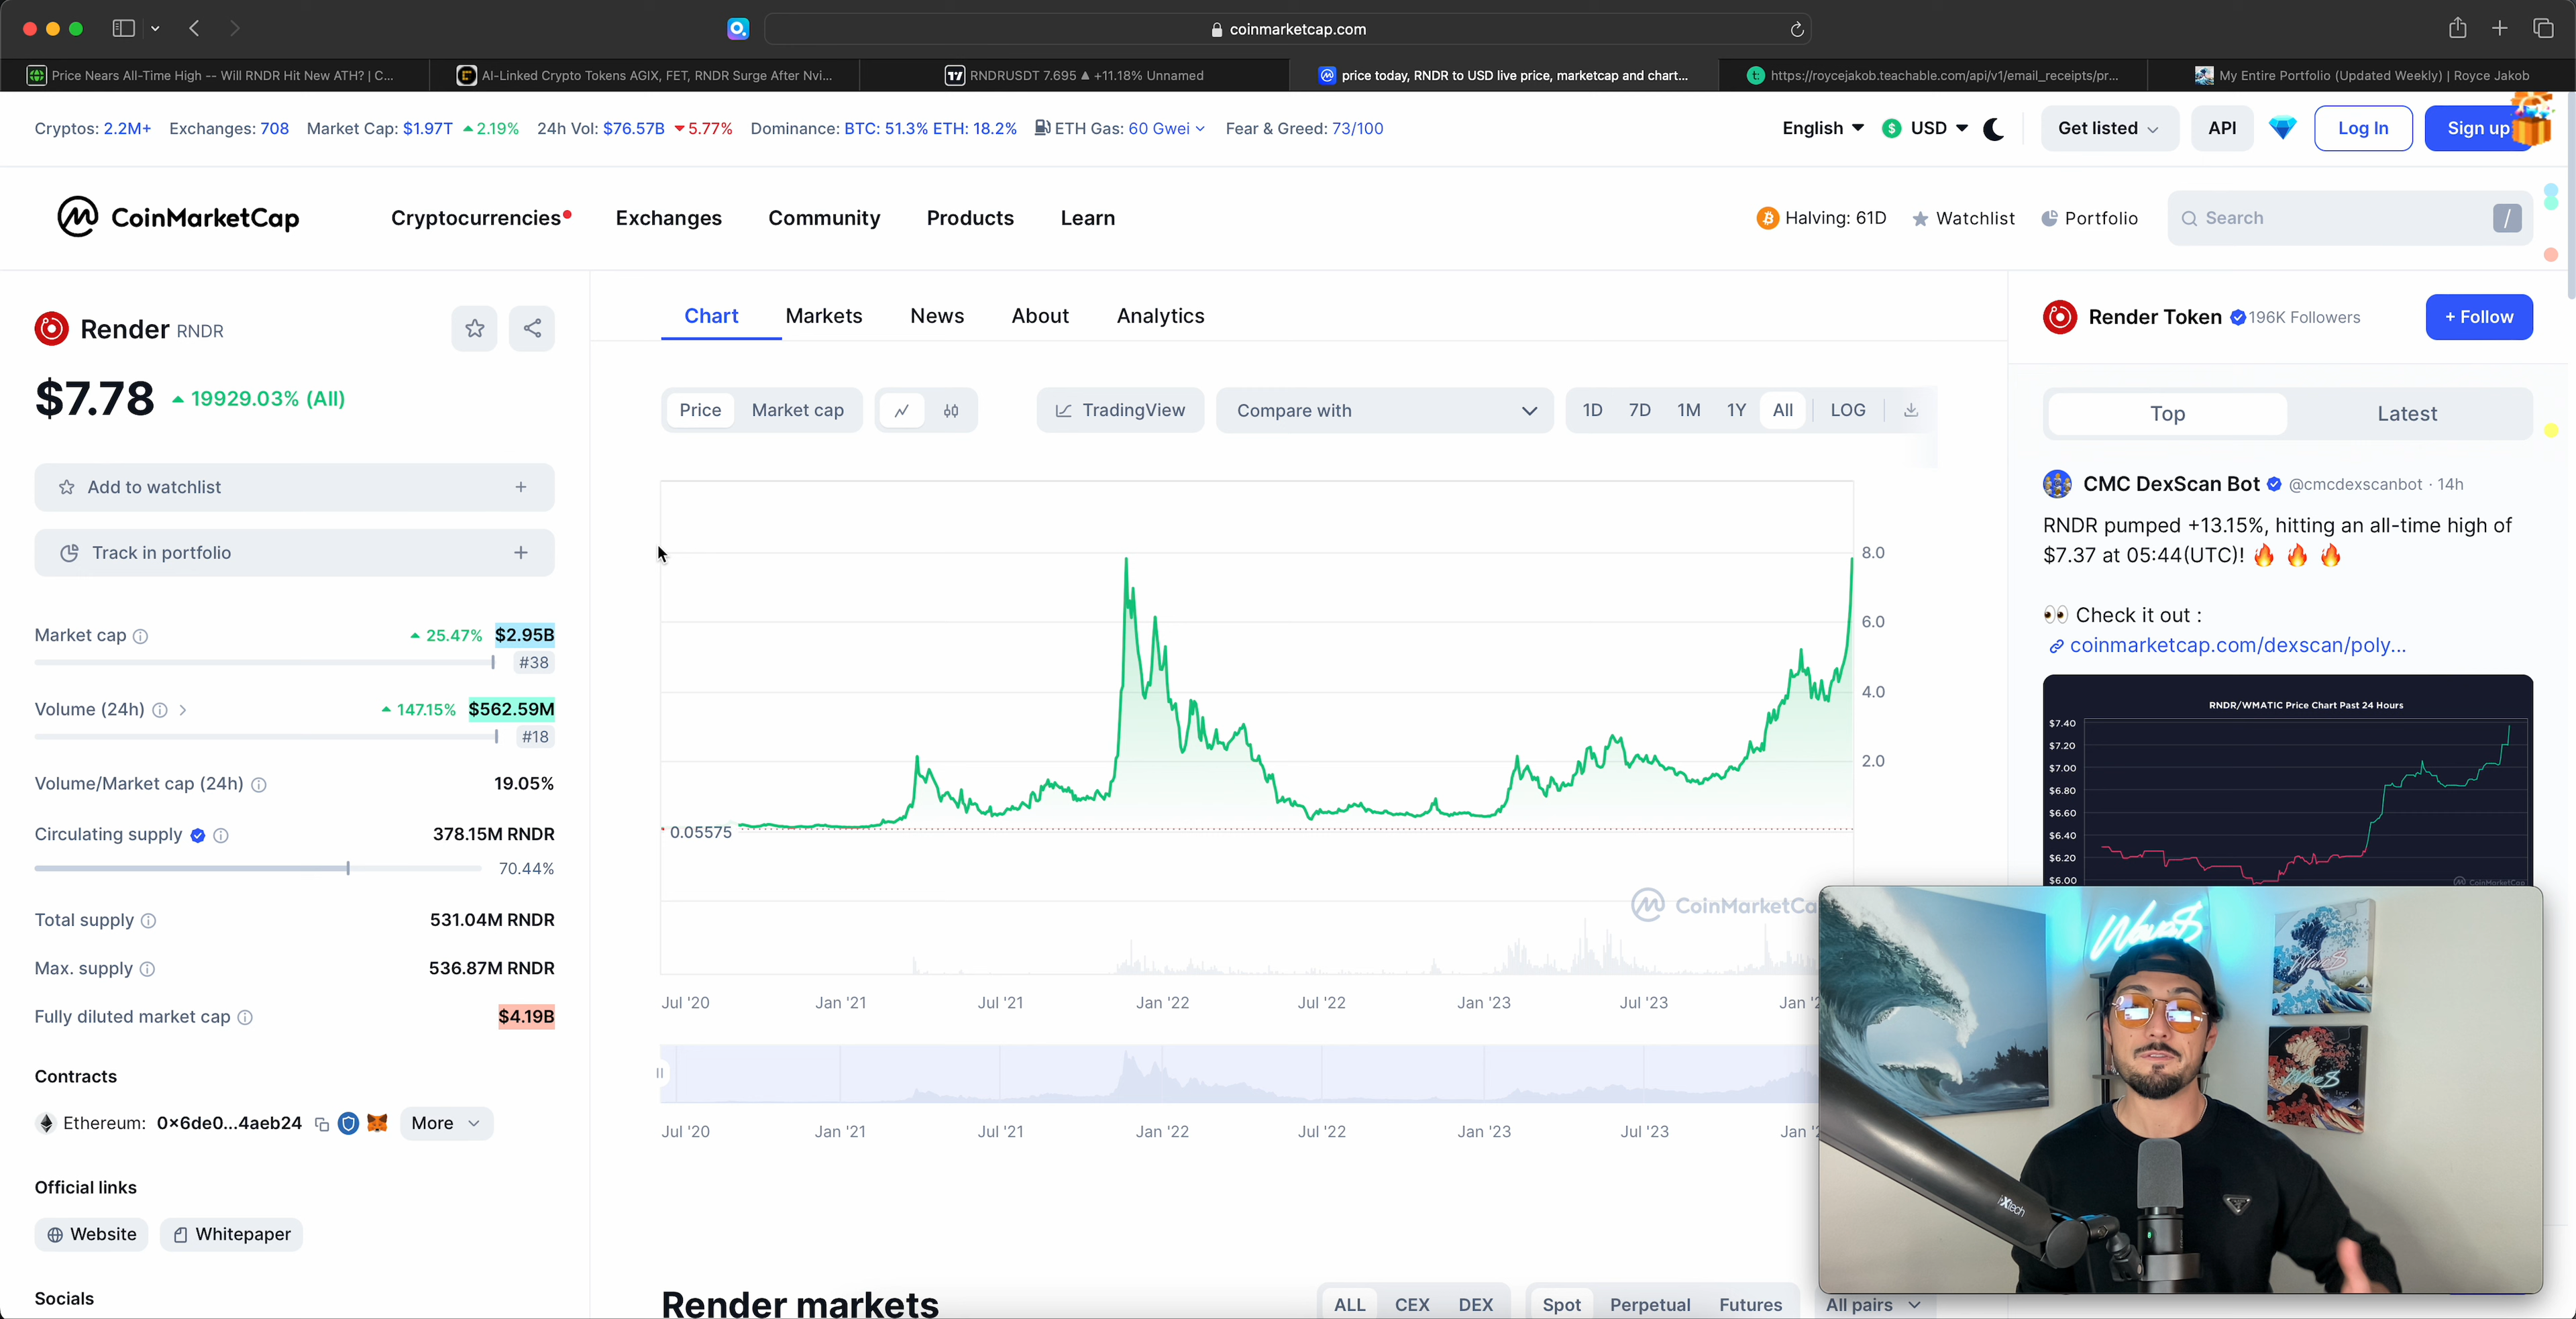 coinmarketcap.com
Price Nears All-Time High -- Will RNDR Hit New ATH? | C...
AI-Linked Crypto Tokens AGIX, FET, RNDR Surge After Nvi...
RNDRUSDT 7.695 ▲ +11.18% Unnamed
price today, RNDR to USD live price, marketcap and chart...
https://roycejakob.teachable.com/api/v1/email_receipts/pr...
My Entire Portfolio (Updated Weekly) | Royce Jakob
Cryptos: 2.2M+ Exchanges: 708 Market Cap: $1.97T ▲ 2.19% 24h Vol: $76.57B ▼ 5.77% Dominance: BTC: 51.3% ETH: 18.2% ETH Gas: 60 Gwei Fear & Greed: 73/100
English USD Get listed API Log In Sign up
CoinMarketCap
Cryptocurrencies Exchanges Community Products Learn
Halving: 61D Watchlist Portfolio Search /
Render RNDR
$7.78 ▲ 19929.03% (All)
Add to watchlist +
Track in portfolio +
Market cap ▲ 25.47% $2.95B
#38
Volume (24h) ▲ 147.15% $562.59M
#18
Volume/Market cap (24h) 19.05%
Circulating supply 378.15M RNDR
70.44%
Total supply 531.04M RNDR
Max. supply 536.87M RNDR
Fully diluted market cap $4.19B
Contracts
Ethereum: 0x6de0...4aeb24 More
Official links
Website Whitepaper
Socials
Chart Markets News About Analytics
Price Market cap TradingView Compare with 1D 7D 1M 1Y All LOG
8.0
6.0
4.0
2.0
0.05575
CoinMarketCa
Jul '20 Jan '21 Jul '21 Jan '22 Jul '22 Jan '23 Jul '23 Jan '2
Jul '20 Jan '21 Jul '21 Jan '22 Jul '22 Jan '23 Jul '23 Jan '2
Render markets
ALL CEX DEX Spot Perpetual Futures All pairs
Render Token 196K Followers + Follow
Top Latest
CMC DexScan Bot @cmcdexscanbot · 14h
RNDR pumped +13.15%, hitting an all-time high of
$7.37 at 05:44(UTC)! 🔥 🔥 🔥
👀 Check it out :
coinmarketcap.com/dexscan/poly...
RNDR/WMATIC Price Chart Past 24 Hours
$7.40
$7.20
$7.00
$6.80
$6.60
$6.40
$6.20
$6.00
CoinMarketCap